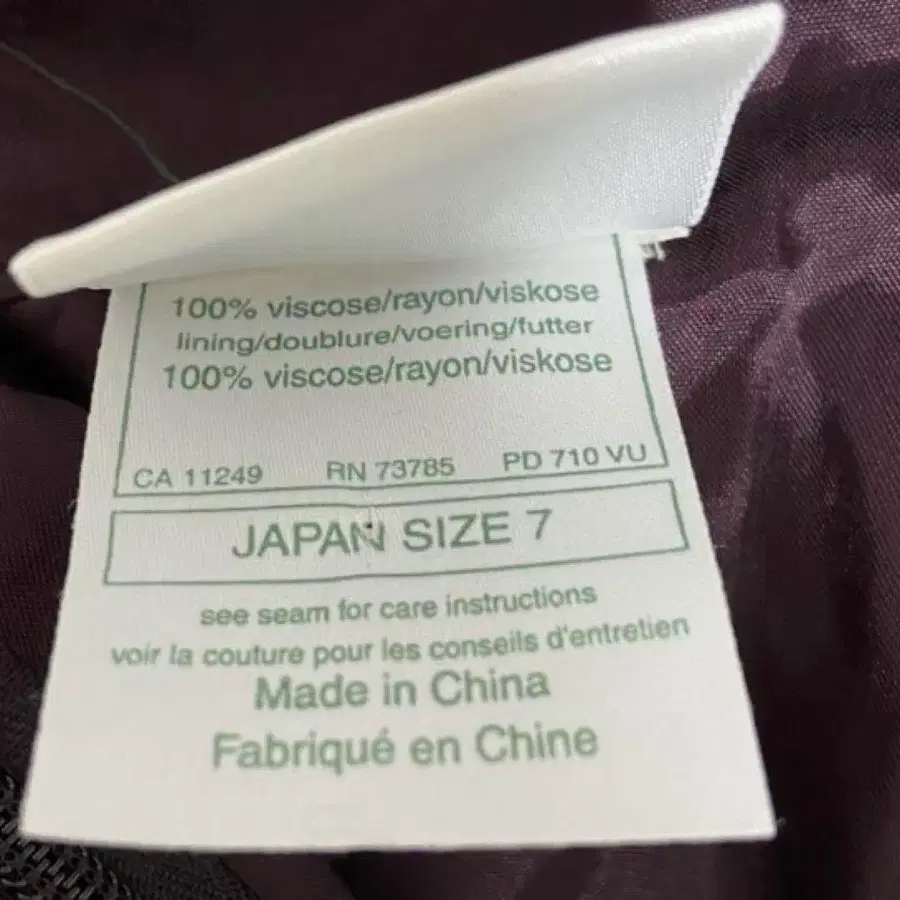 100% viscose/rayon/viskose
lining/doublure/voering/futter
100% viscose/rayon/viskose
CA 11249 RN 73785 PD 710 VU
JAPAN SIZE 7
see seam for care instructions
voir la couture pour les conseils d'entretien
Made in China
Fabriqué en Chine